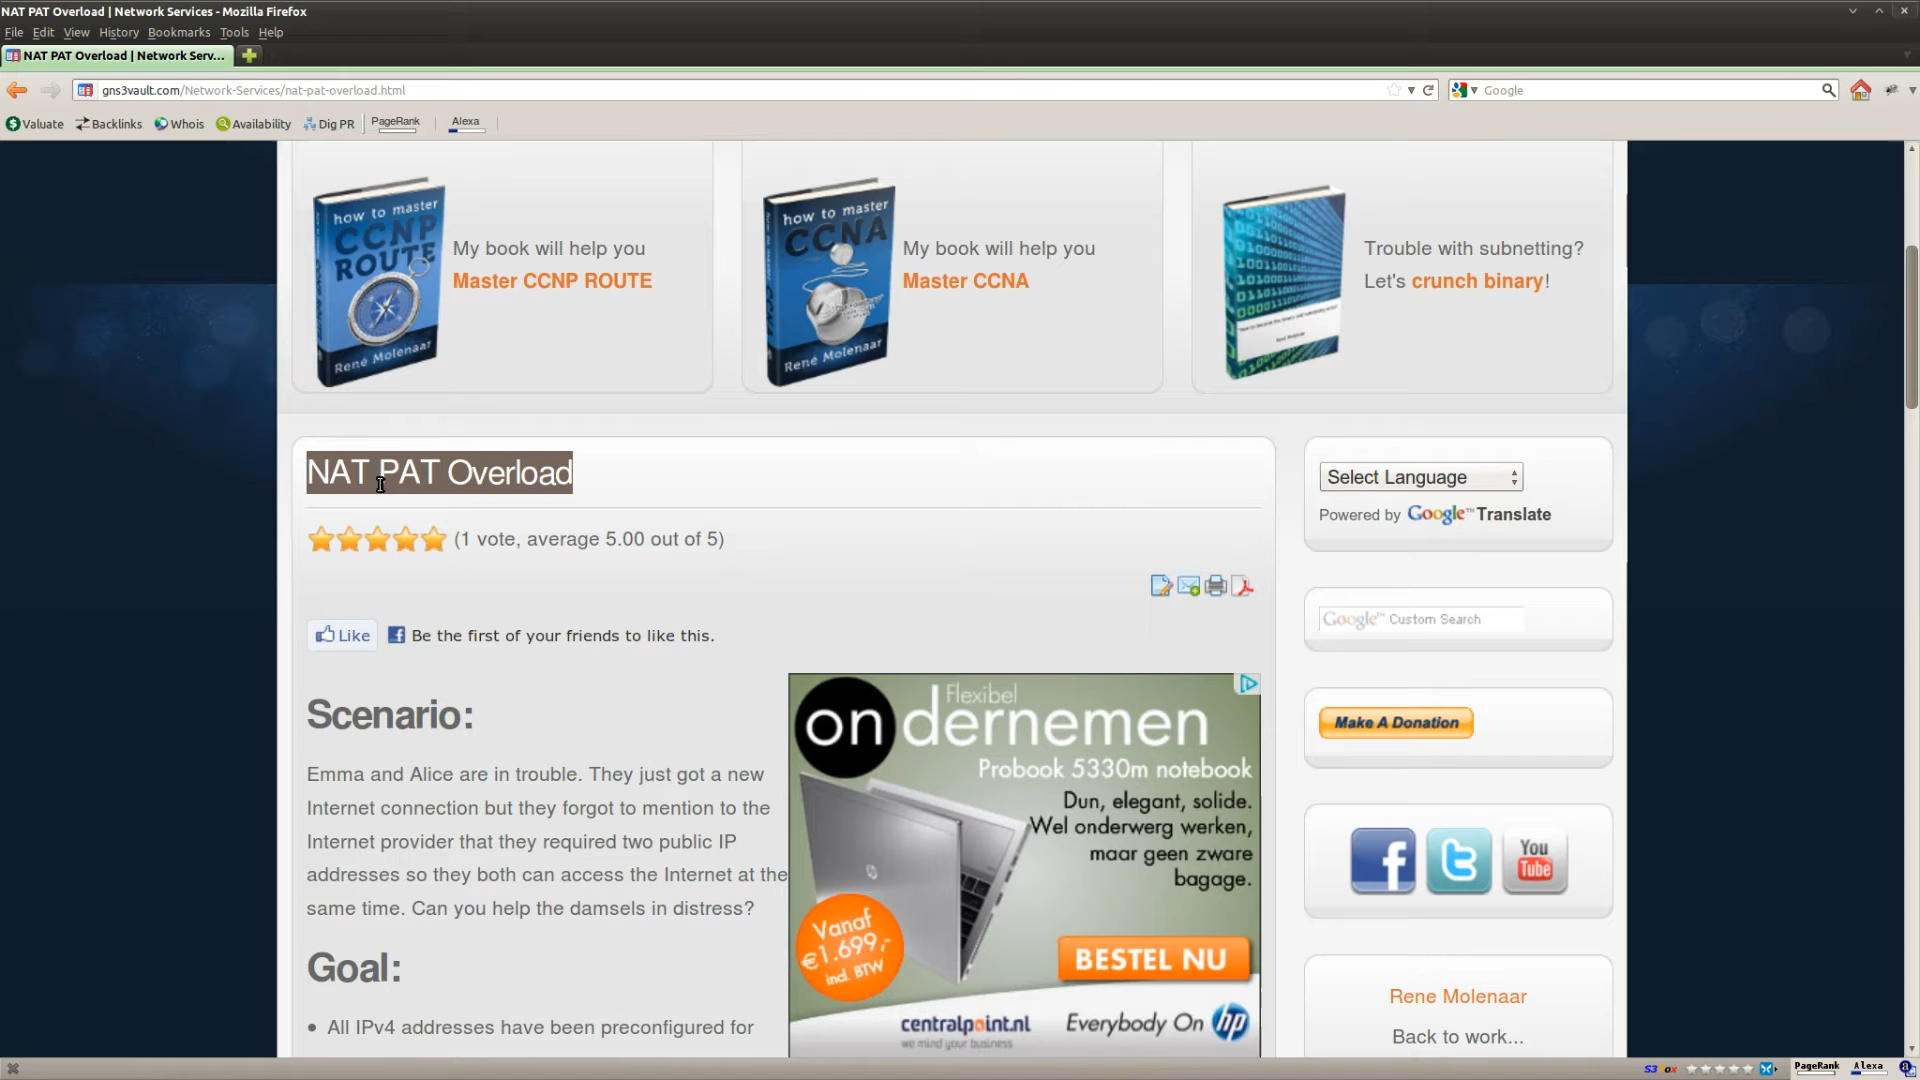 NAT PAT Overload | Network Services - Mozilla Firefox
File Edit View History Bookmarks Tools Help
NAT PAT Overload | Network Serv...
gns3vault.com/Network-Services/nat-pat-overload.html
Google
Valuate Backlinks Whois Availability Dig PR PageRank Alexa
how to master
CCNP
ROUTE
René Molenaar
My book will help you
Master CCNP ROUTE
how to master
CCNA
René Molenaar
My book will help you
Master CCNA
Trouble with subnetting?
Let's crunch binary!
NAT PAT Overload
(1 vote, average 5.00 out of 5)
Like Be the first of your friends to like this.
Scenario:
Emma and Alice are in trouble. They just got a new
Internet connection but they forgot to mention to the
Internet provider that they required two public IP
addresses so they both can access the Internet at the
same time. Can you help the damsels in distress?
Goal:
• All IPv4 addresses have been preconfigured for
Flexibel
ondernemen
Probook 5330m notebook
Dun, elegant, solide.
Wel onderwerg werken,
maar geen zware
bagage.
Vanaf
€1.699,-
incl. BTW
BESTEL NU
centralpoint.nl
we mind your business
Everybody On hp
Select Language
Powered by Google™ Translate
Google™ Custom Search
Make A Donation
You
Tube
Rene Molenaar
Back to work...
S3 PageRank Alexa